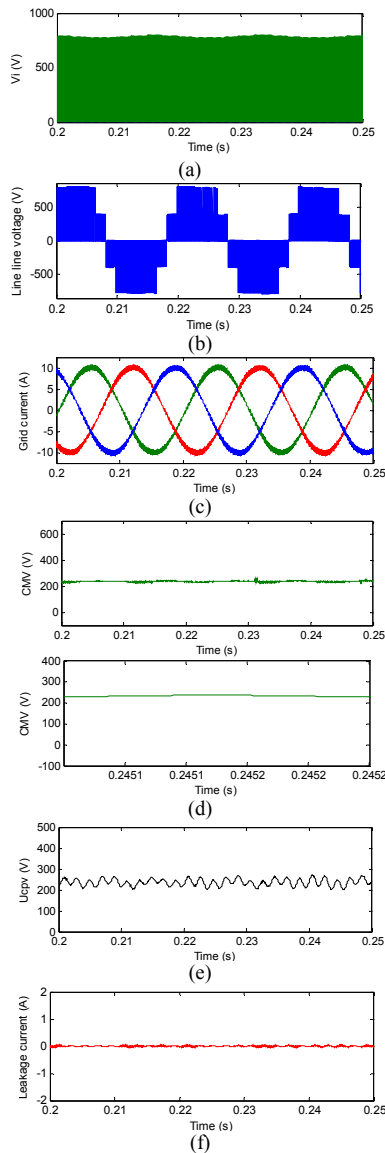 1000
500
0
Vi (V)
0.2 0.21 0.22 0.23 0.24 0.25
Time (s)
(a)
500
0
-500
Line line voltage (V)
0.2 0.21 0.22 0.23 0.24 0.25
Time (s)
(b)
10
5
0
-5
-10
Grid current (A)
0.2 0.21 0.22 0.23 0.24 0.25
Time (s)
(c)
600
400
200
0
CMV (V)
0.2 0.21 0.22 0.23 0.24 0.25
Time (s)
400
300
200
100
0
-100
CMV (V)
0.2451 0.2451 0.2452 0.2452 0.2452
Time (s)
(d)
500
400
300
200
100
0
Ucpv (V)
0.2 0.21 0.22 0.23 0.24 0.25
Time (s)
(e)
2
1
0
-1
-2
Leakage current (A)
0.2 0.21 0.22 0.23 0.24 0.25
Time (s)
(f)